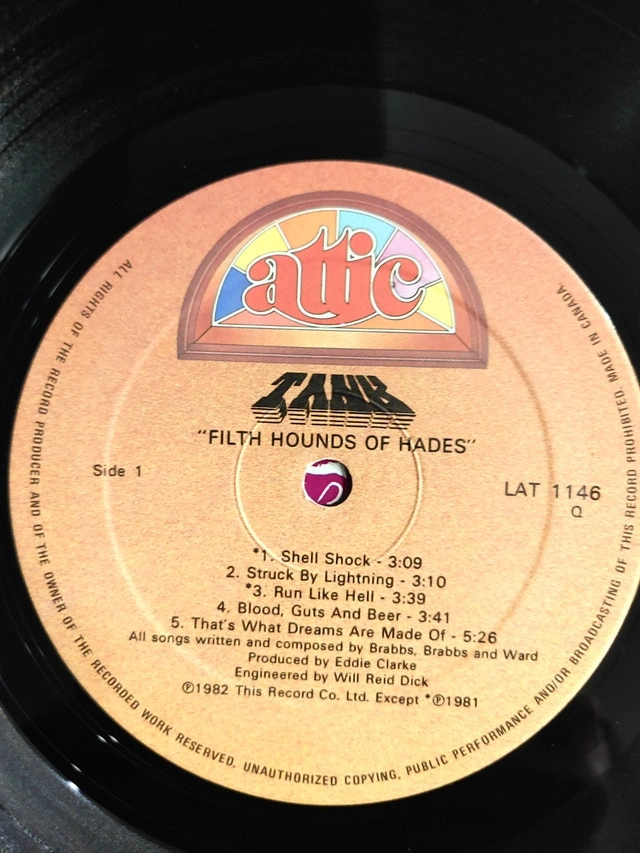 attic
TANK
"FILTH HOUNDS OF HADES"
Side 1
LAT 1146
Q
*1. Shell Shock - 3:09
2. Struck By Lightning - 3:10
*3. Run Like Hell - 3:39
4. Blood, Guts And Beer - 3:41
5. That's What Dreams Are Made Of - 5:26
All songs written and composed by Brabbs, Brabbs and Ward
Produced by Eddie Clarke
Engineered by Will Reid Dick
℗1982 This Record Co. Ltd. Except *℗1981
ALL RIGHTS OF THE RECORD PRODUCER AND OF THE OWNER OF THE RECORDED WORK RESERVED. UNAUTHORIZED COPYING, PUBLIC PERFORMANCE AND/OR BROADCASTING OF THIS RECORD PROHIBITED. MADE IN CANADA.